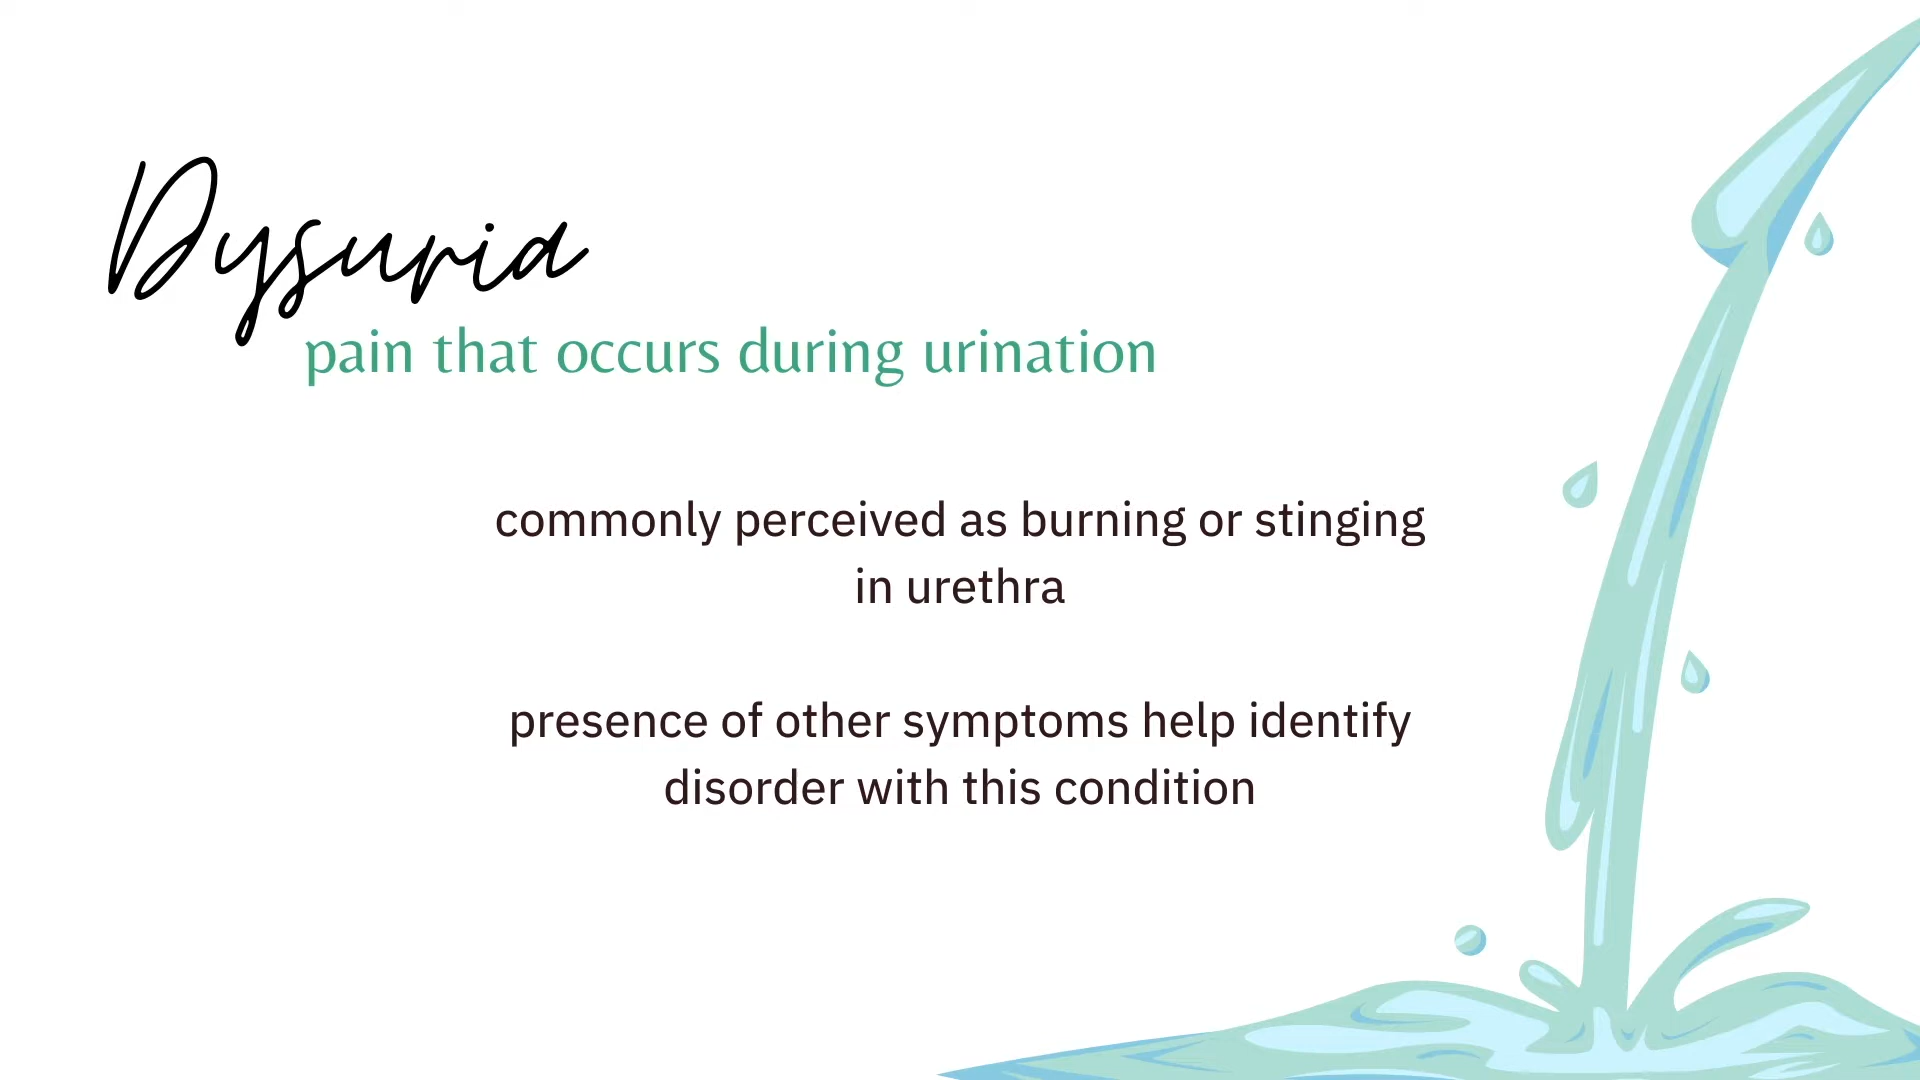 Dysuria
pain that occurs during urination
commonly perceived as burning or stinging
in urethra
presence of other symptoms help identify
disorder with this condition